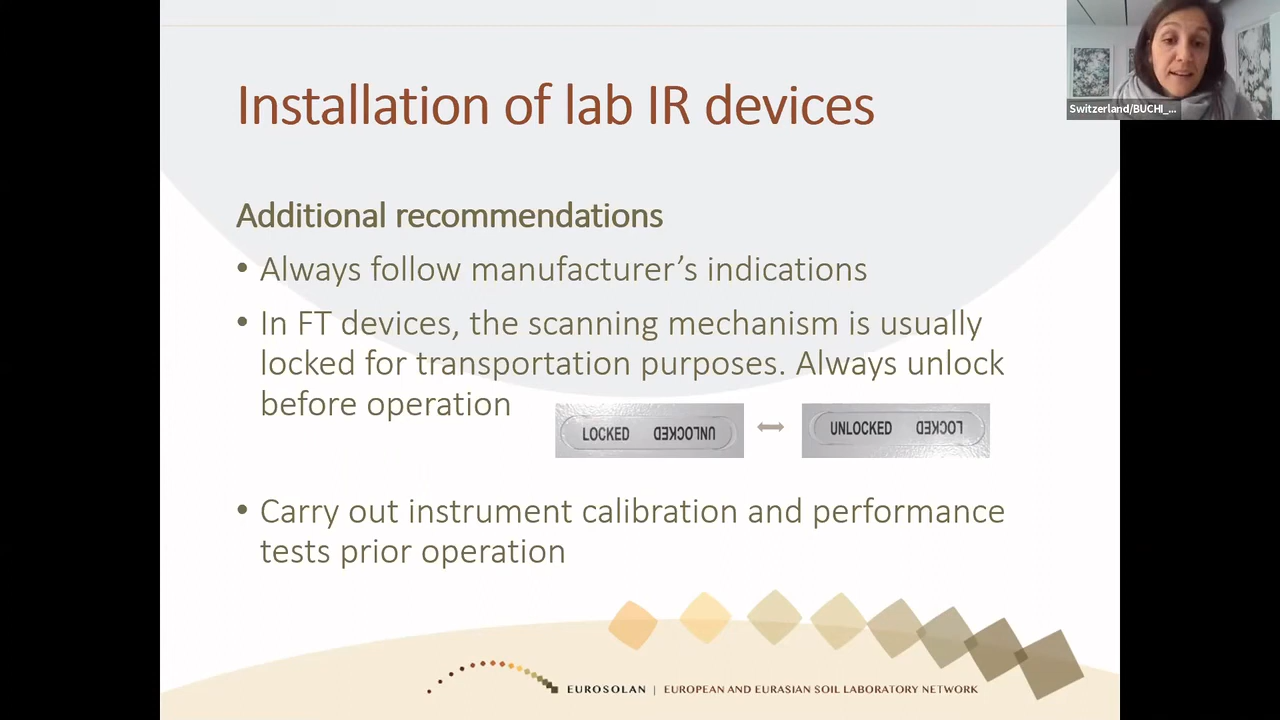 Switzerland/BUCHI_...
Installation of lab IR devices
Additional recommendations
• Always follow manufacturer’s indications
• In FT devices, the scanning mechanism is usually
locked for transportation purposes. Always unlock
before operation
LOCKED UNLOCKED
UNLOCKED LOCKED
• Carry out instrument calibration and performance
tests prior operation
EUROSOLAN | EUROPEAN AND EURASIAN SOIL LABORATORY NETWORK